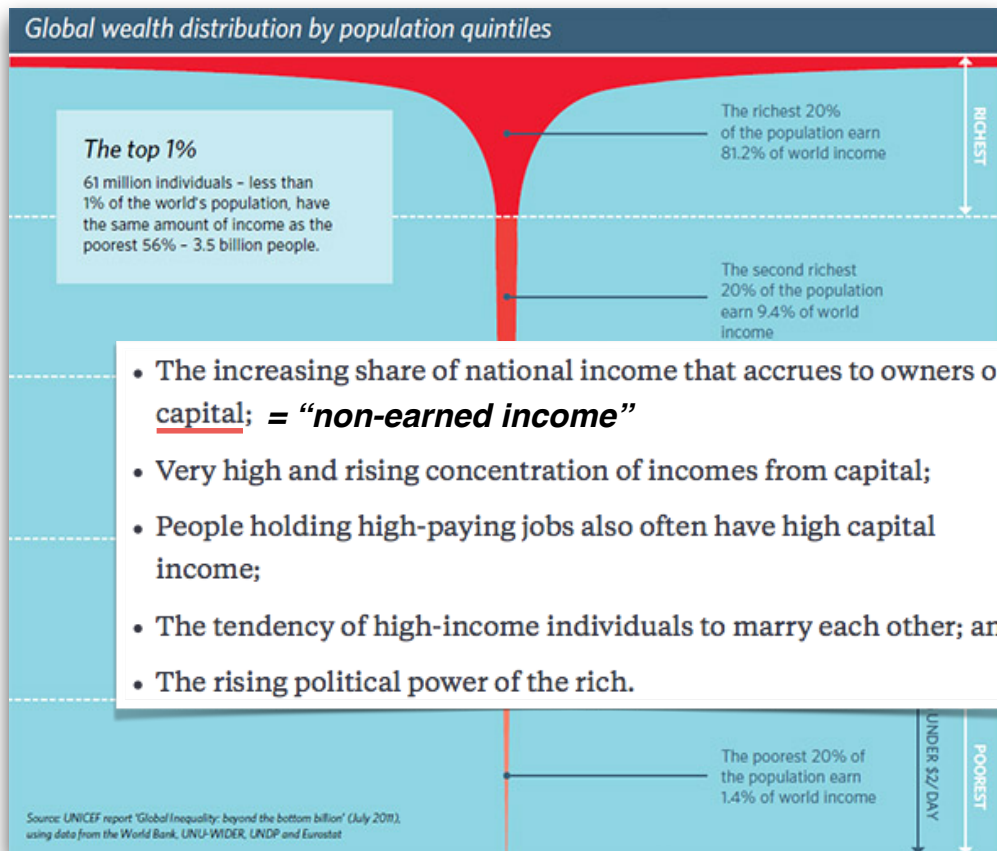 Global wealth distribution by population quintiles
The top 1%
61 million individuals – less than
1% of the world's population, have
the same amount of income as the
poorest 56% – 3.5 billion people.
The richest 20%
of the population earn
81.2% of world income
RICHEST
The second richest
20% of the population
earn 9.4% of world
income
• The increasing share of national income that accrues to owners o
capital; = “non-earned income”
• Very high and rising concentration of incomes from capital;
• People holding high-paying jobs also often have high capital
income;
• The tendency of high-income individuals to marry each other; an
• The rising political power of the rich.
The poorest 20% of
the population earn
1.4% of world income
UNDER $2/DAY
POOREST
Source: UNICEF report 'Global Inequality: beyond the bottom billion' (July 2011),
using data from the World Bank, UNU-WIDER, UNDP and Eurostat